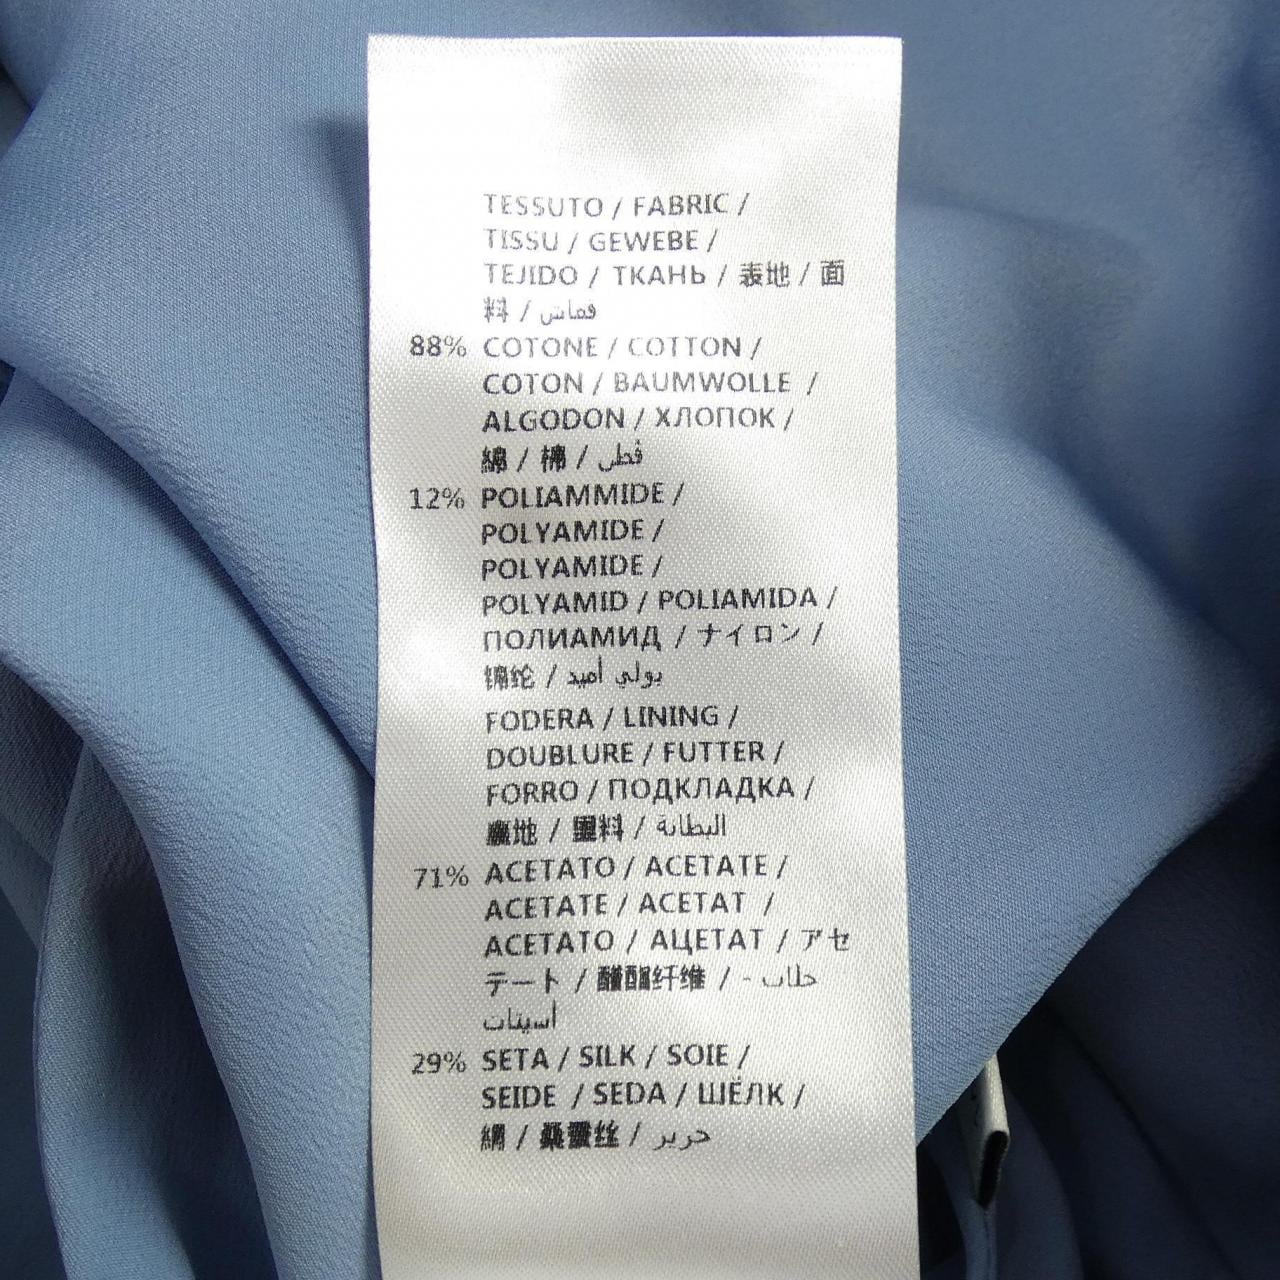 TESSUTO / FABRIC /
TISSU / GEWEBE /
TEJIDO / ТКАНЬ / 表地 / 面
料 / قماش
88% COTONE / COTTON /
COTON / BAUMWOLLE /
ALGODON / ХЛОПОК /
綿 / 棉 / قطن
12% POLIAMMIDE /
POLYAMIDE /
POLYAMIDE /
POLYAMID / POLIAMIDA /
ПОЛИАМИД / ナイロン /
锦纶 / بولي أميد
FODERA / LINING /
DOUBLURE / FUTTER /
FORRO / ПОДКЛАДКА /
裏地 / 里料 / البطانة
71% ACETATO / ACETATE /
ACETATE / ACETAT /
ACETATO / АЦЕТАТ / アセ
テート / 醋酯纤维 / - خلات
أسيتات
29% SETA / SILK / SOIE /
SEIDE / SEDA / ШЁЛК /
絹 / 桑蚕丝 / حرير